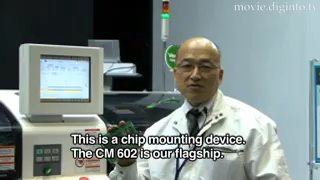 movie.diginfo.tv
This is a chip mounting device.
The CM 602 is our flagship.